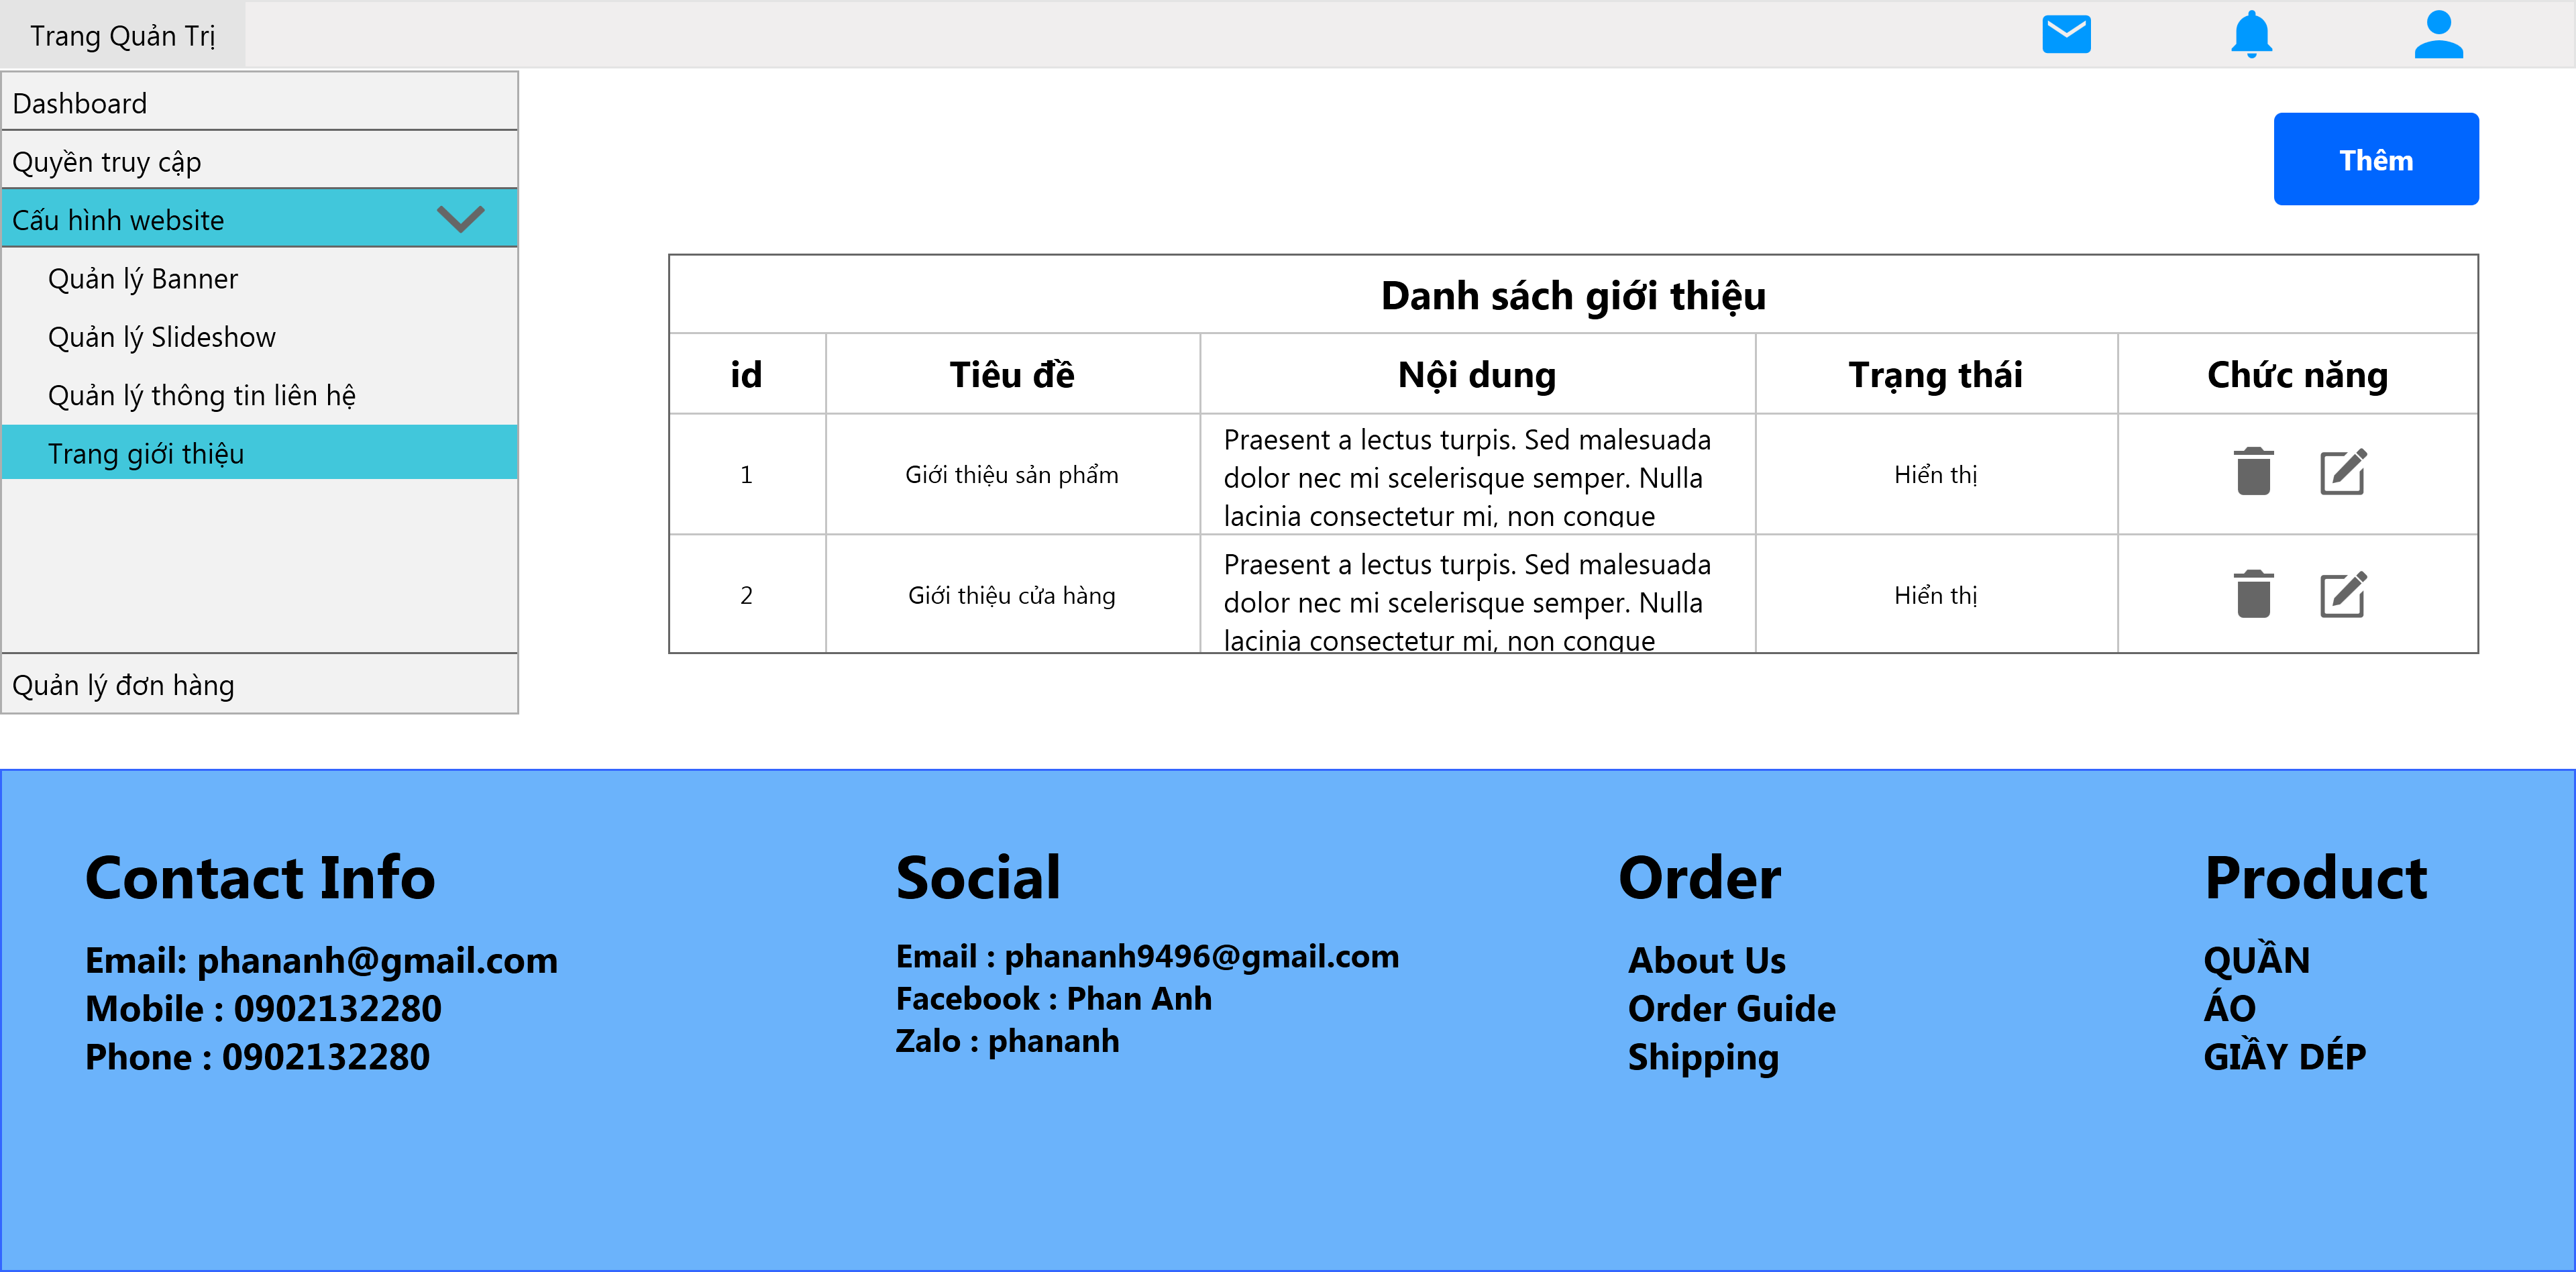 Trang Quản Trị
Dashboard
Quyền truy cập
Cấu hình website
Quản lý Banner
Quản lý Slideshow
Quản lý thông tin liên hệ
Trang giới thiệu
Quản lý đơn hàng
Thêm
Danh sách giới thiệu
id Tiêu đề Nội dung Trạng thái Chức năng
1 Giới thiệu sản phẩm Praesent a lectus turpis. Sed malesuada Hiển thị
dolor nec mi scelerisque semper. Nulla
lacinia consectetur mi, non congue
2 Giới thiệu cửa hàng Praesent a lectus turpis. Sed malesuada Hiển thị
dolor nec mi scelerisque semper. Nulla
lacinia consectetur mi, non congue
Contact Info
Email: phananh@gmail.com
Mobile : 0902132280
Phone : 0902132280
Social
Email : phananh9496@gmail.com
Facebook : Phan Anh
Zalo : phananh
Order
About Us
Order Guide
Shipping
Product
QUẦN
ÁO
GIẦY DÉP